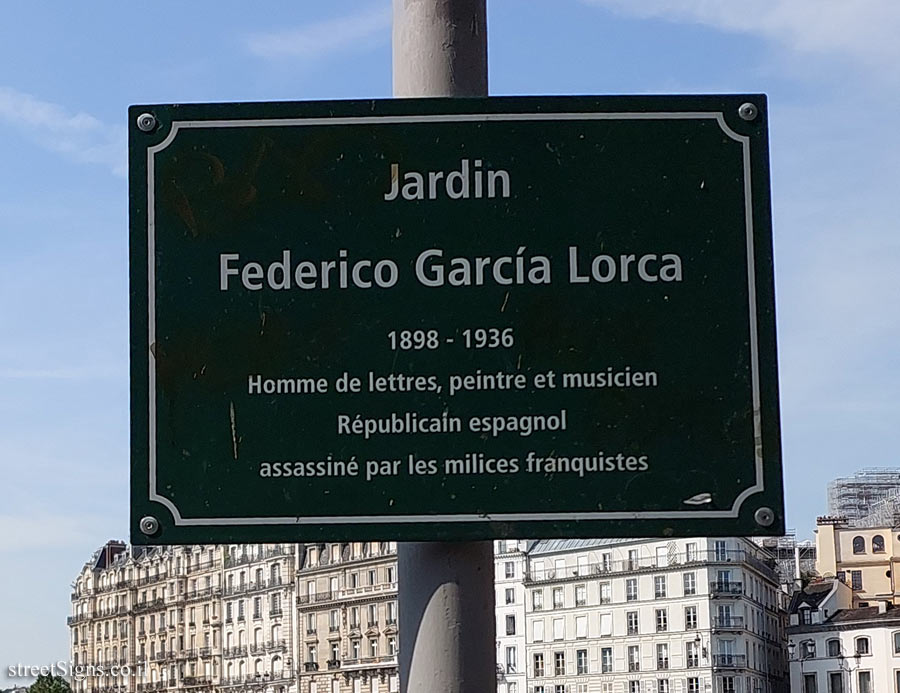 Jardin
Federico García Lorca
1898 - 1936
Homme de lettres, peintre et musicien
Républicain espagnol
assassiné par les milices franquistes
streetSigns.co.il